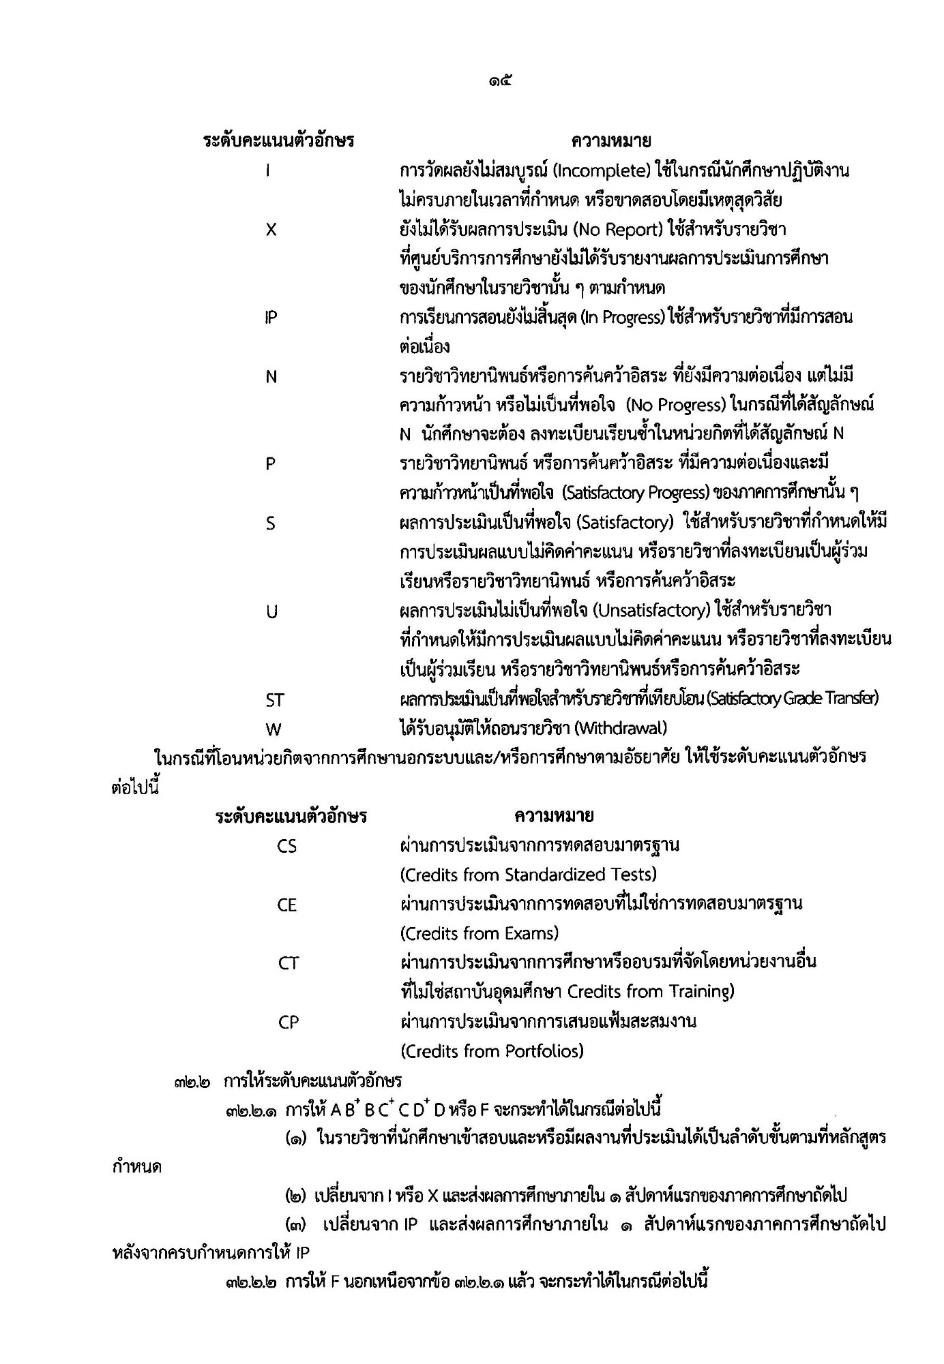 ๑๕
ระดับคะแนนตัวอักษร ความหมาย
I การวัดผลยังไม่สมบูรณ์ (Incomplete) ใช้ในกรณีนักศึกษาปฏิบัติงาน
ไม่ครบภายในเวลาที่กำหนด หรือขาดสอบโดยมีเหตุสุดวิสัย
X ยังไม่ได้รับผลการประเมิน (No Report) ใช้สำหรับรายวิชา
ที่ศูนย์บริการการศึกษายังไม่ได้รับรายงานผลการประเมินการศึกษา
ของนักศึกษาในรายวิชานั้น ๆ ตามกำหนด
IP การเรียนการสอนยังไม่สิ้นสุด (In Progress) ใช้สำหรับรายวิชาที่มีการสอน
ต่อเนื่อง
N รายวิชาวิทยานิพนธ์หรือการค้นคว้าอิสระ ที่ยังมีความต่อเนื่อง แต่ไม่มี
ความก้าวหน้า หรือไม่เป็นที่พอใจ (No Progress) ในกรณีที่ได้สัญลักษณ์
N นักศึกษาจะต้อง ลงทะเบียนเรียนซ้ำในหน่วยกิตที่ได้สัญลักษณ์ N
P รายวิชาวิทยานิพนธ์ หรือการค้นคว้าอิสระ ที่มีความต่อเนื่องและมี
ความก้าวหน้าเป็นที่พอใจ (Satisfactory Progress) ของภาคการศึกษานั้น ๆ
S ผลการประเมินเป็นที่พอใจ (Satisfactory) ใช้สำหรับรายวิชาที่กำหนดให้มี
การประเมินผลแบบไม่คิดค่าคะแนน หรือรายวิชาที่ลงทะเบียนเป็นผู้ร่วม
เรียนหรือรายวิชาวิทยานิพนธ์ หรือการค้นคว้าอิสระ
U ผลการประเมินไม่เป็นที่พอใจ (Unsatisfactory) ใช้สำหรับรายวิชา
ที่กำหนดให้มีการประเมินผลแบบไม่คิดค่าคะแนน หรือรายวิชาที่ลงทะเบียน
เป็นผู้ร่วมเรียน หรือรายวิชาวิทยานิพนธ์หรือการค้นคว้าอิสระ
ST ผลการประเมินเป็นที่พอใจสำหรับรายวิชาที่เทียบโอน (Satisfactory Grade Transfer)
W ได้รับอนุมัติให้ถอนรายวิชา (Withdrawal)
ในกรณีที่โอนหน่วยกิตจากการศึกษานอกระบบและ/หรือการศึกษาตามอัธยาศัย ให้ใช้ระดับคะแนนตัวอักษร
ต่อไปนี้
ระดับคะแนนตัวอักษร ความหมาย
CS ผ่านการประเมินจากการทดสอบมาตรฐาน
(Credits from Standardized Tests)
CE ผ่านการประเมินจากการทดสอบที่ไม่ใช่การทดสอบมาตรฐาน
(Credits from Exams)
CT ผ่านการประเมินจากการศึกษาหรืออบรมที่จัดโดยหน่วยงานอื่น
ที่ไม่ใช่สถาบันอุดมศึกษา Credits from Training)
CP ผ่านการประเมินจากการเสนอแฟ้มสะสมงาน
(Credits from Portfolios)
๓๒.๒ การให้ระดับคะแนนตัวอักษร
๓๒.๒.๑ การให้ A B⁺ B C⁺ C D⁺ D หรือ F จะกระทำได้ในกรณีต่อไปนี้
(๑) ในรายวิชาที่นักศึกษาเข้าสอบและหรือมีผลงานที่ประเมินได้เป็นลำดับขั้นตามที่หลักสูตร
กำหนด
(๒) เปลี่ยนจาก I หรือ X และส่งผลการศึกษาภายใน ๑ สัปดาห์แรกของภาคการศึกษาถัดไป
(๓) เปลี่ยนจาก IP และส่งผลการศึกษาภายใน ๑ สัปดาห์แรกของภาคการศึกษาถัดไป
หลังจากครบกำหนดการให้ IP
๓๒.๒.๒ การให้ F นอกเหนือจากข้อ ๓๒.๒.๑ แล้ว จะกระทำได้ในกรณีต่อไปนี้